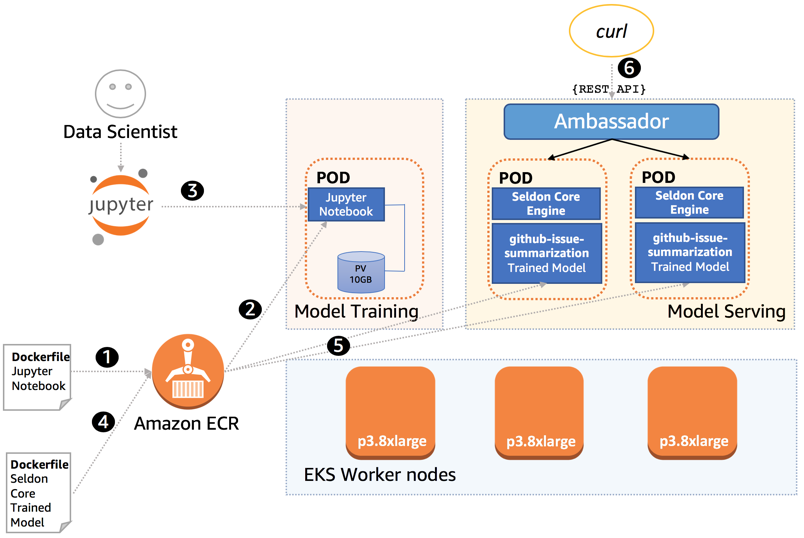 curl
6
{REST API}
Data Scientist
Ambassador
jupyter
3
POD
Jupyter
Notebook
PV
10GB
Model Training
POD
Seldon Core
Engine
github-issue-
summarization
Trained Model
POD
Seldon Core
Engine
github-issue-
summarization
Trained Model
Model Serving
2
5
1
Dockerfile
Jupyter
Notebook
Amazon ECR
4
Dockerfile
Seldon
Core
Trained
Model
p3.8xlarge
p3.8xlarge
p3.8xlarge
EKS Worker nodes